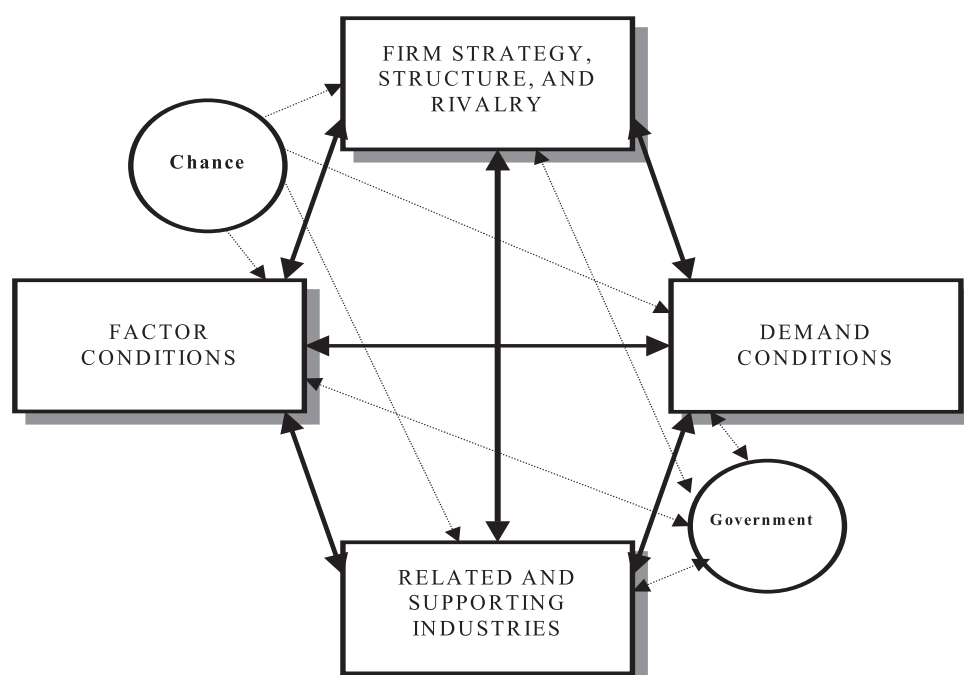 FIRM STRATEGY,
STRUCTURE, AND
RIVALRY
Chance
FACTOR
CONDITIONS
DEMAND
CONDITIONS
Government
RELATED AND
SUPPORTING
INDUSTRIES